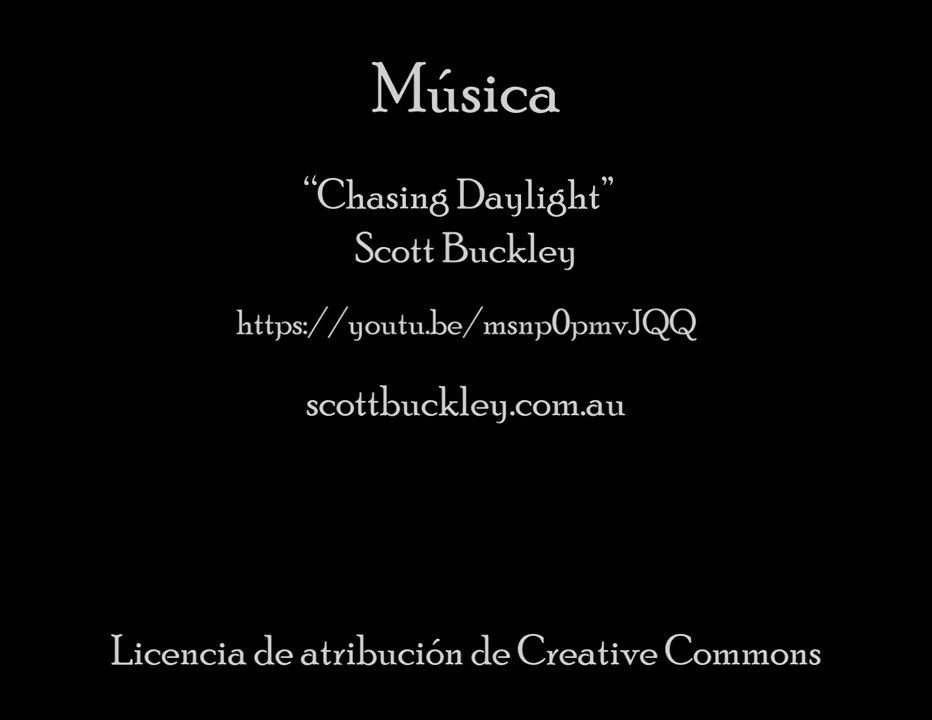 Música
“Chasing Daylight”
Scott Buckley
https://youtu.be/msnp0pmvJQQ
scottbuckley.com.au
Licencia de atribución de Creative Commons